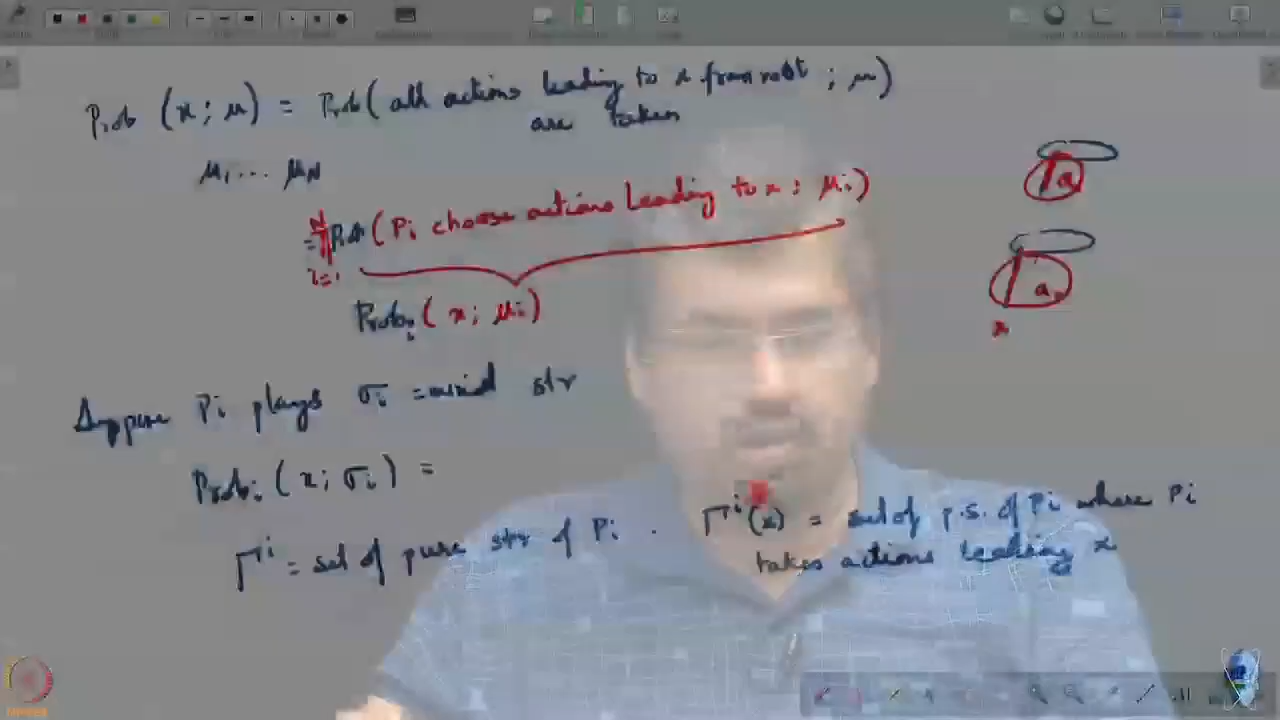 Prob (x; μ) = Prob( all actions leading to x from root ; μ)
are taken
μ₁ ... μ_N
= ∏_{i=1}^{N} Prob ( Pi choose actions leading to x ; μi )
Probᵢ ( x; μi )
Suppose Pi plays σi = mixed str
Probᵢ ( x; σi ) =
Γⁱ = set of pure str of Pi . Γⁱ(x) = set of p.s. of Pi where Pi
takes actions leading x
a
a
x